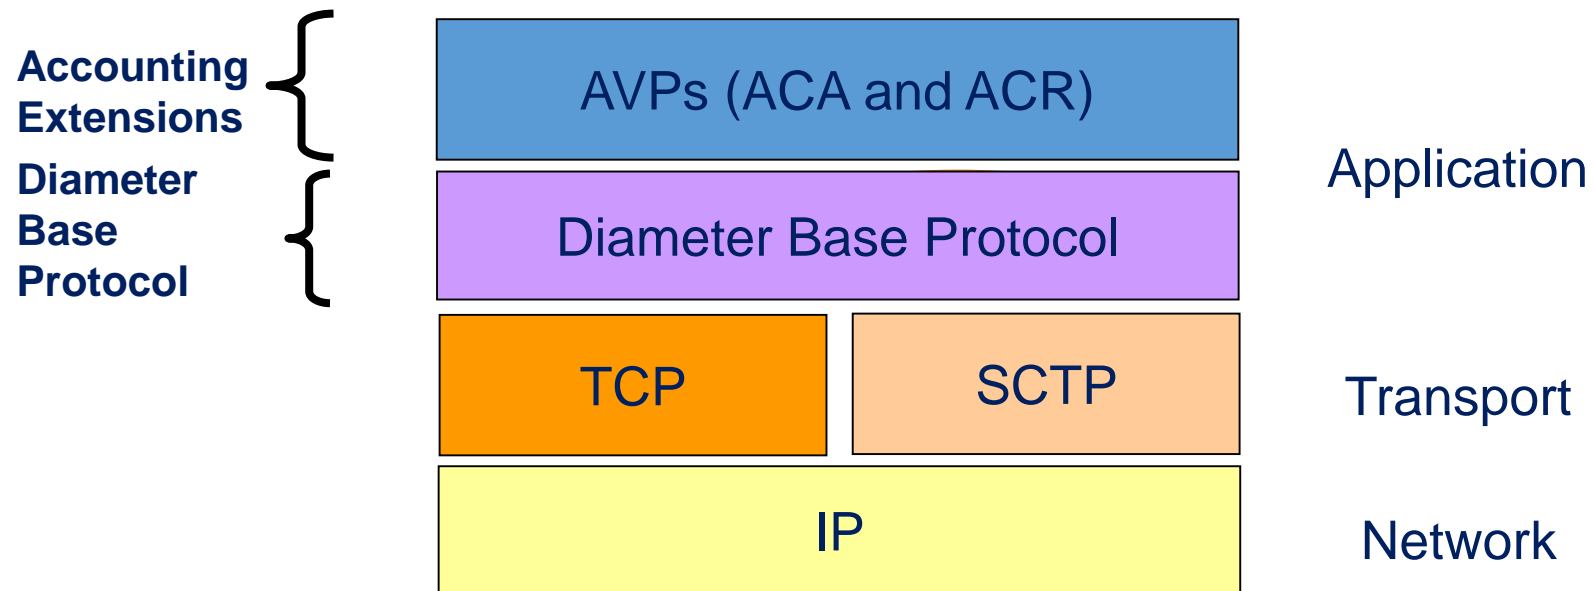 Accounting
Extensions
Diameter
Base
Protocol
AVPs (ACA and ACR)
Diameter Base Protocol
TCP
SCTP
IP
Application
Transport
Network